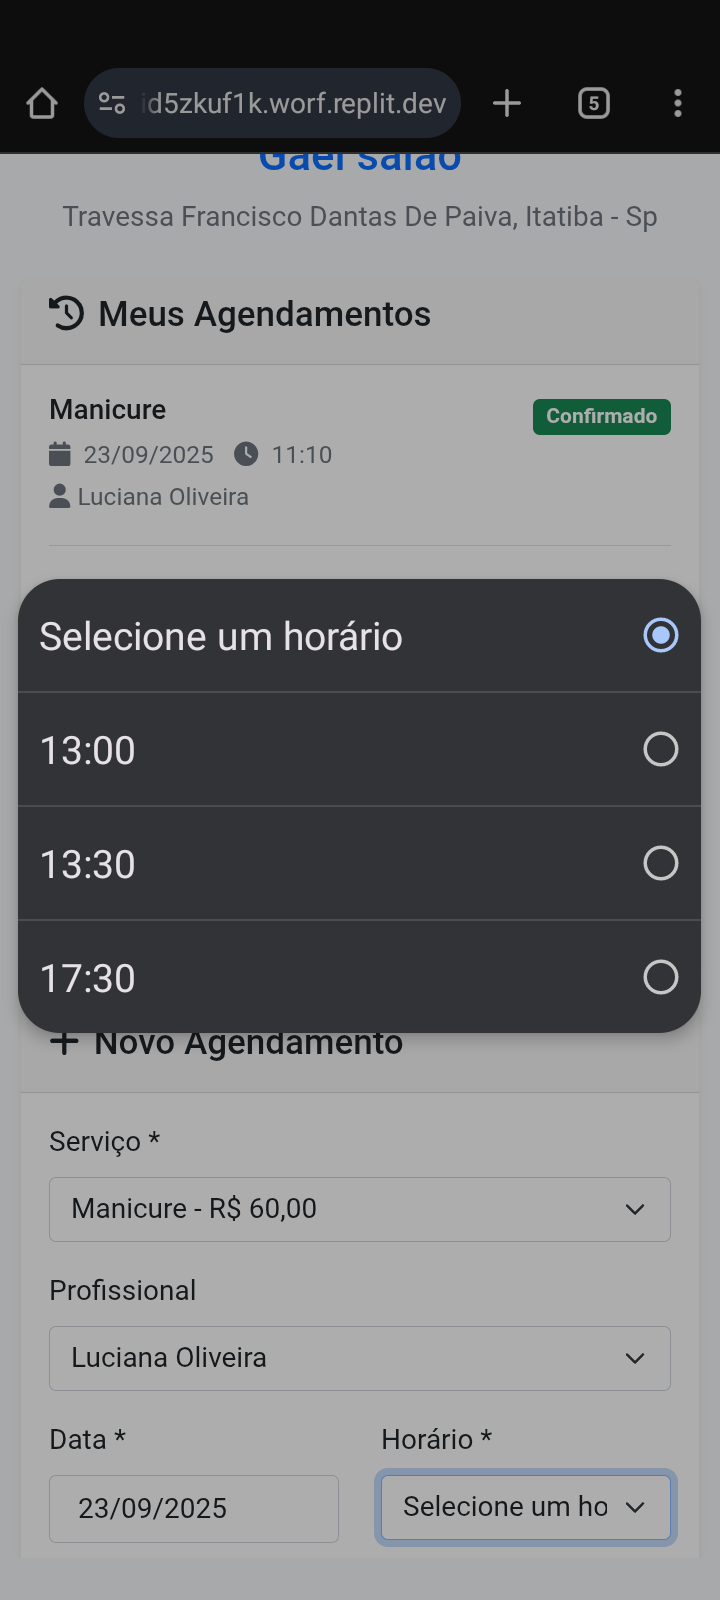 id5zkuf1k.worf.replit.dev
5
Gael salão
Travessa Francisco Dantas De Paiva, Itatiba - Sp
Meus Agendamentos
Manicure
Confirmado
23/09/2025 11:10
Luciana Oliveira
Selecione um horário
13:00
13:30
17:30
Novo Agendamento
Serviço *
Manicure - R$ 60,00
Profissional
Luciana Oliveira
Data * Horário *
23/09/2025 Selecione um ho